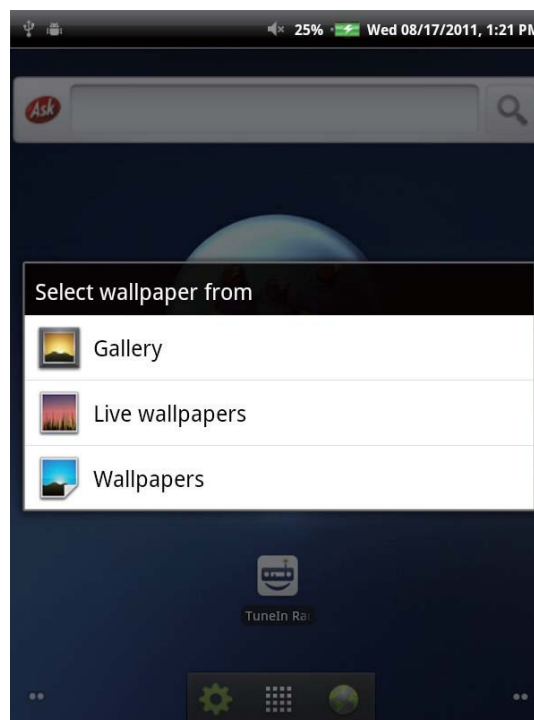 25% Wed 08/17/2011, 1:21 PM
Ask
Select wallpaper from
Gallery
Live wallpapers
Wallpapers
TuneIn Ra